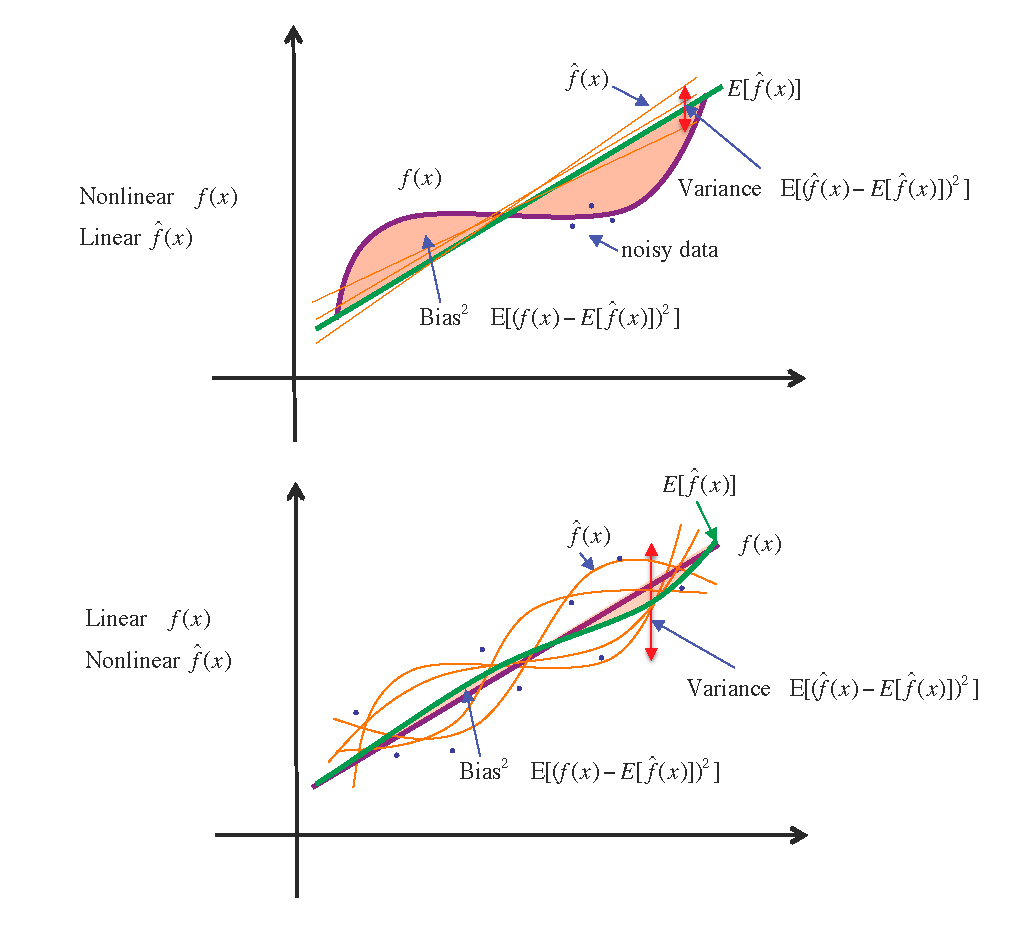 f̂(x)
E[f̂(x)]
f(x)
Variance E[(f̂(x)–E[f̂(x)])²]
Nonlinear f(x)
Linear f̂(x)
noisy data
Bias² E[(f(x)–E[f̂(x)])²]
E[f̂(x)]
f̂(x)
f(x)
Linear f(x)
Nonlinear f̂(x)
Variance E[(f̂(x)–E[f̂(x)])²]
Bias² E[(f(x)–E[f̂(x)])²]